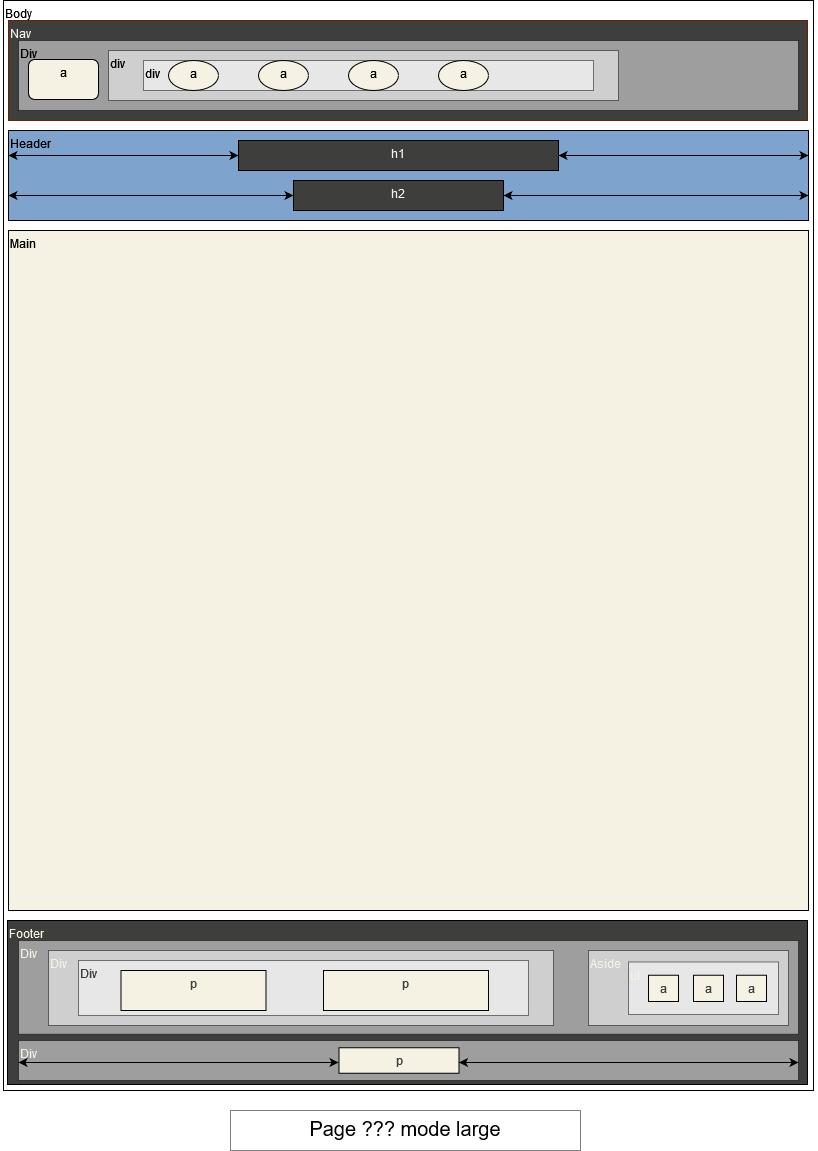 Body
Nav
Div
a
div
div
a
a
a
a
Header
h1
h2
Main
Footer
Div
Div
Div
p
p
Aside
ul
a
a
a
Div
p
Page ??? mode large